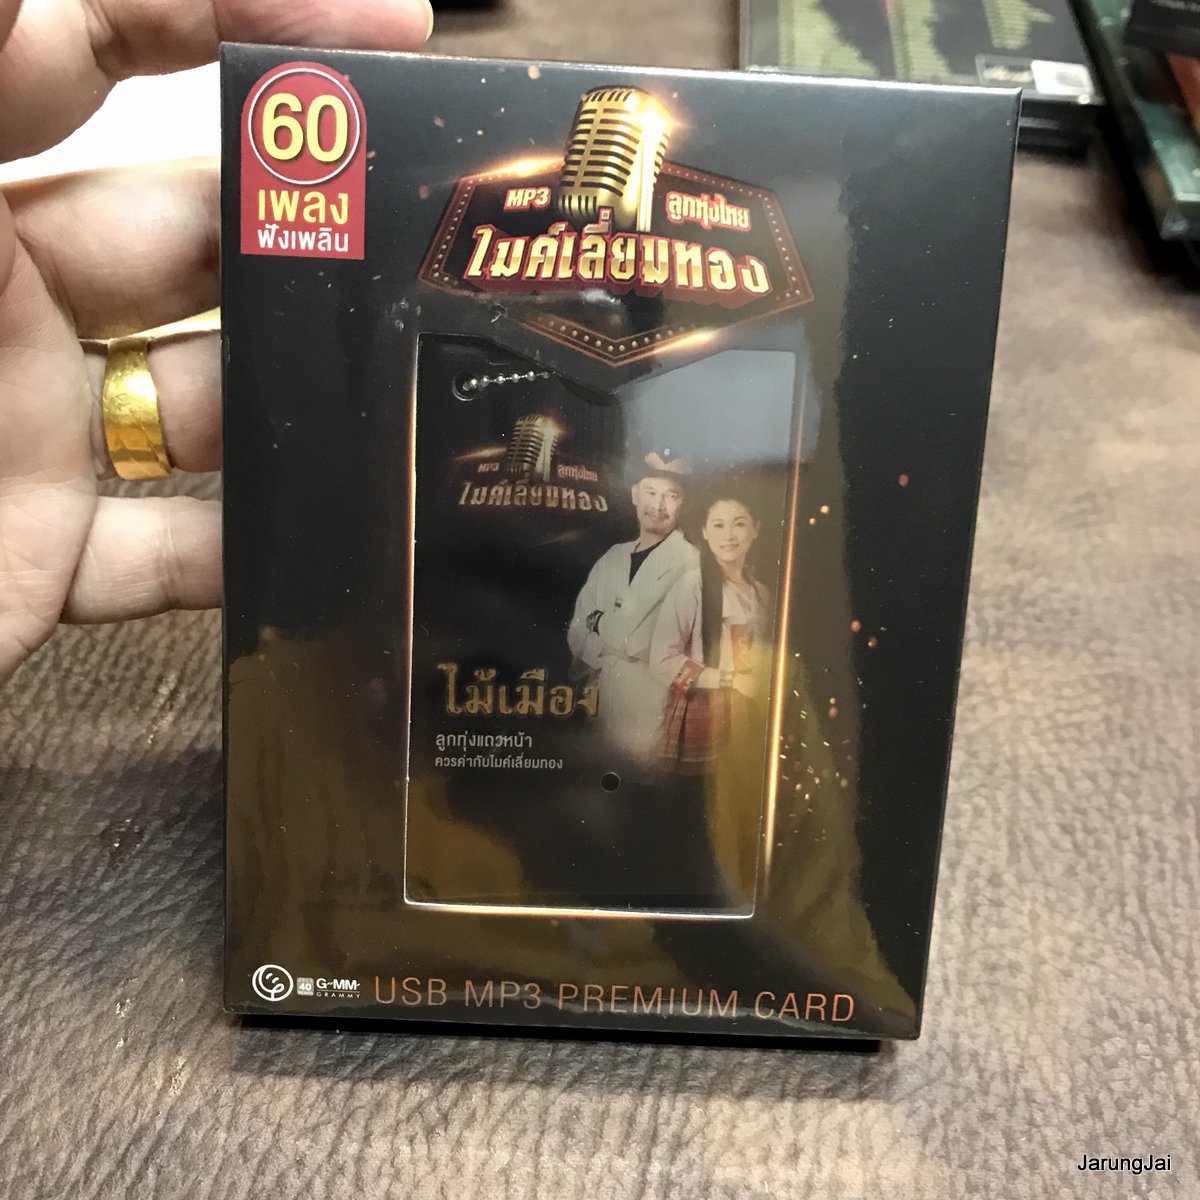 60
เพลง
ฟังเพลิน
MP3 ลูกทุ่งไทย
ไมค์เลี่ยมทอง
MP3 ลูกทุ่งไทย
ไมค์เลี่ยมทอง
ไม้เมือง
ลูกทุ่งแถวหน้า
ควรค่ากับไมค์เลี่ยมทอง
40 YEARS
GMM
GRAMMY
USB MP3 PREMIUM CARD
JarungJai